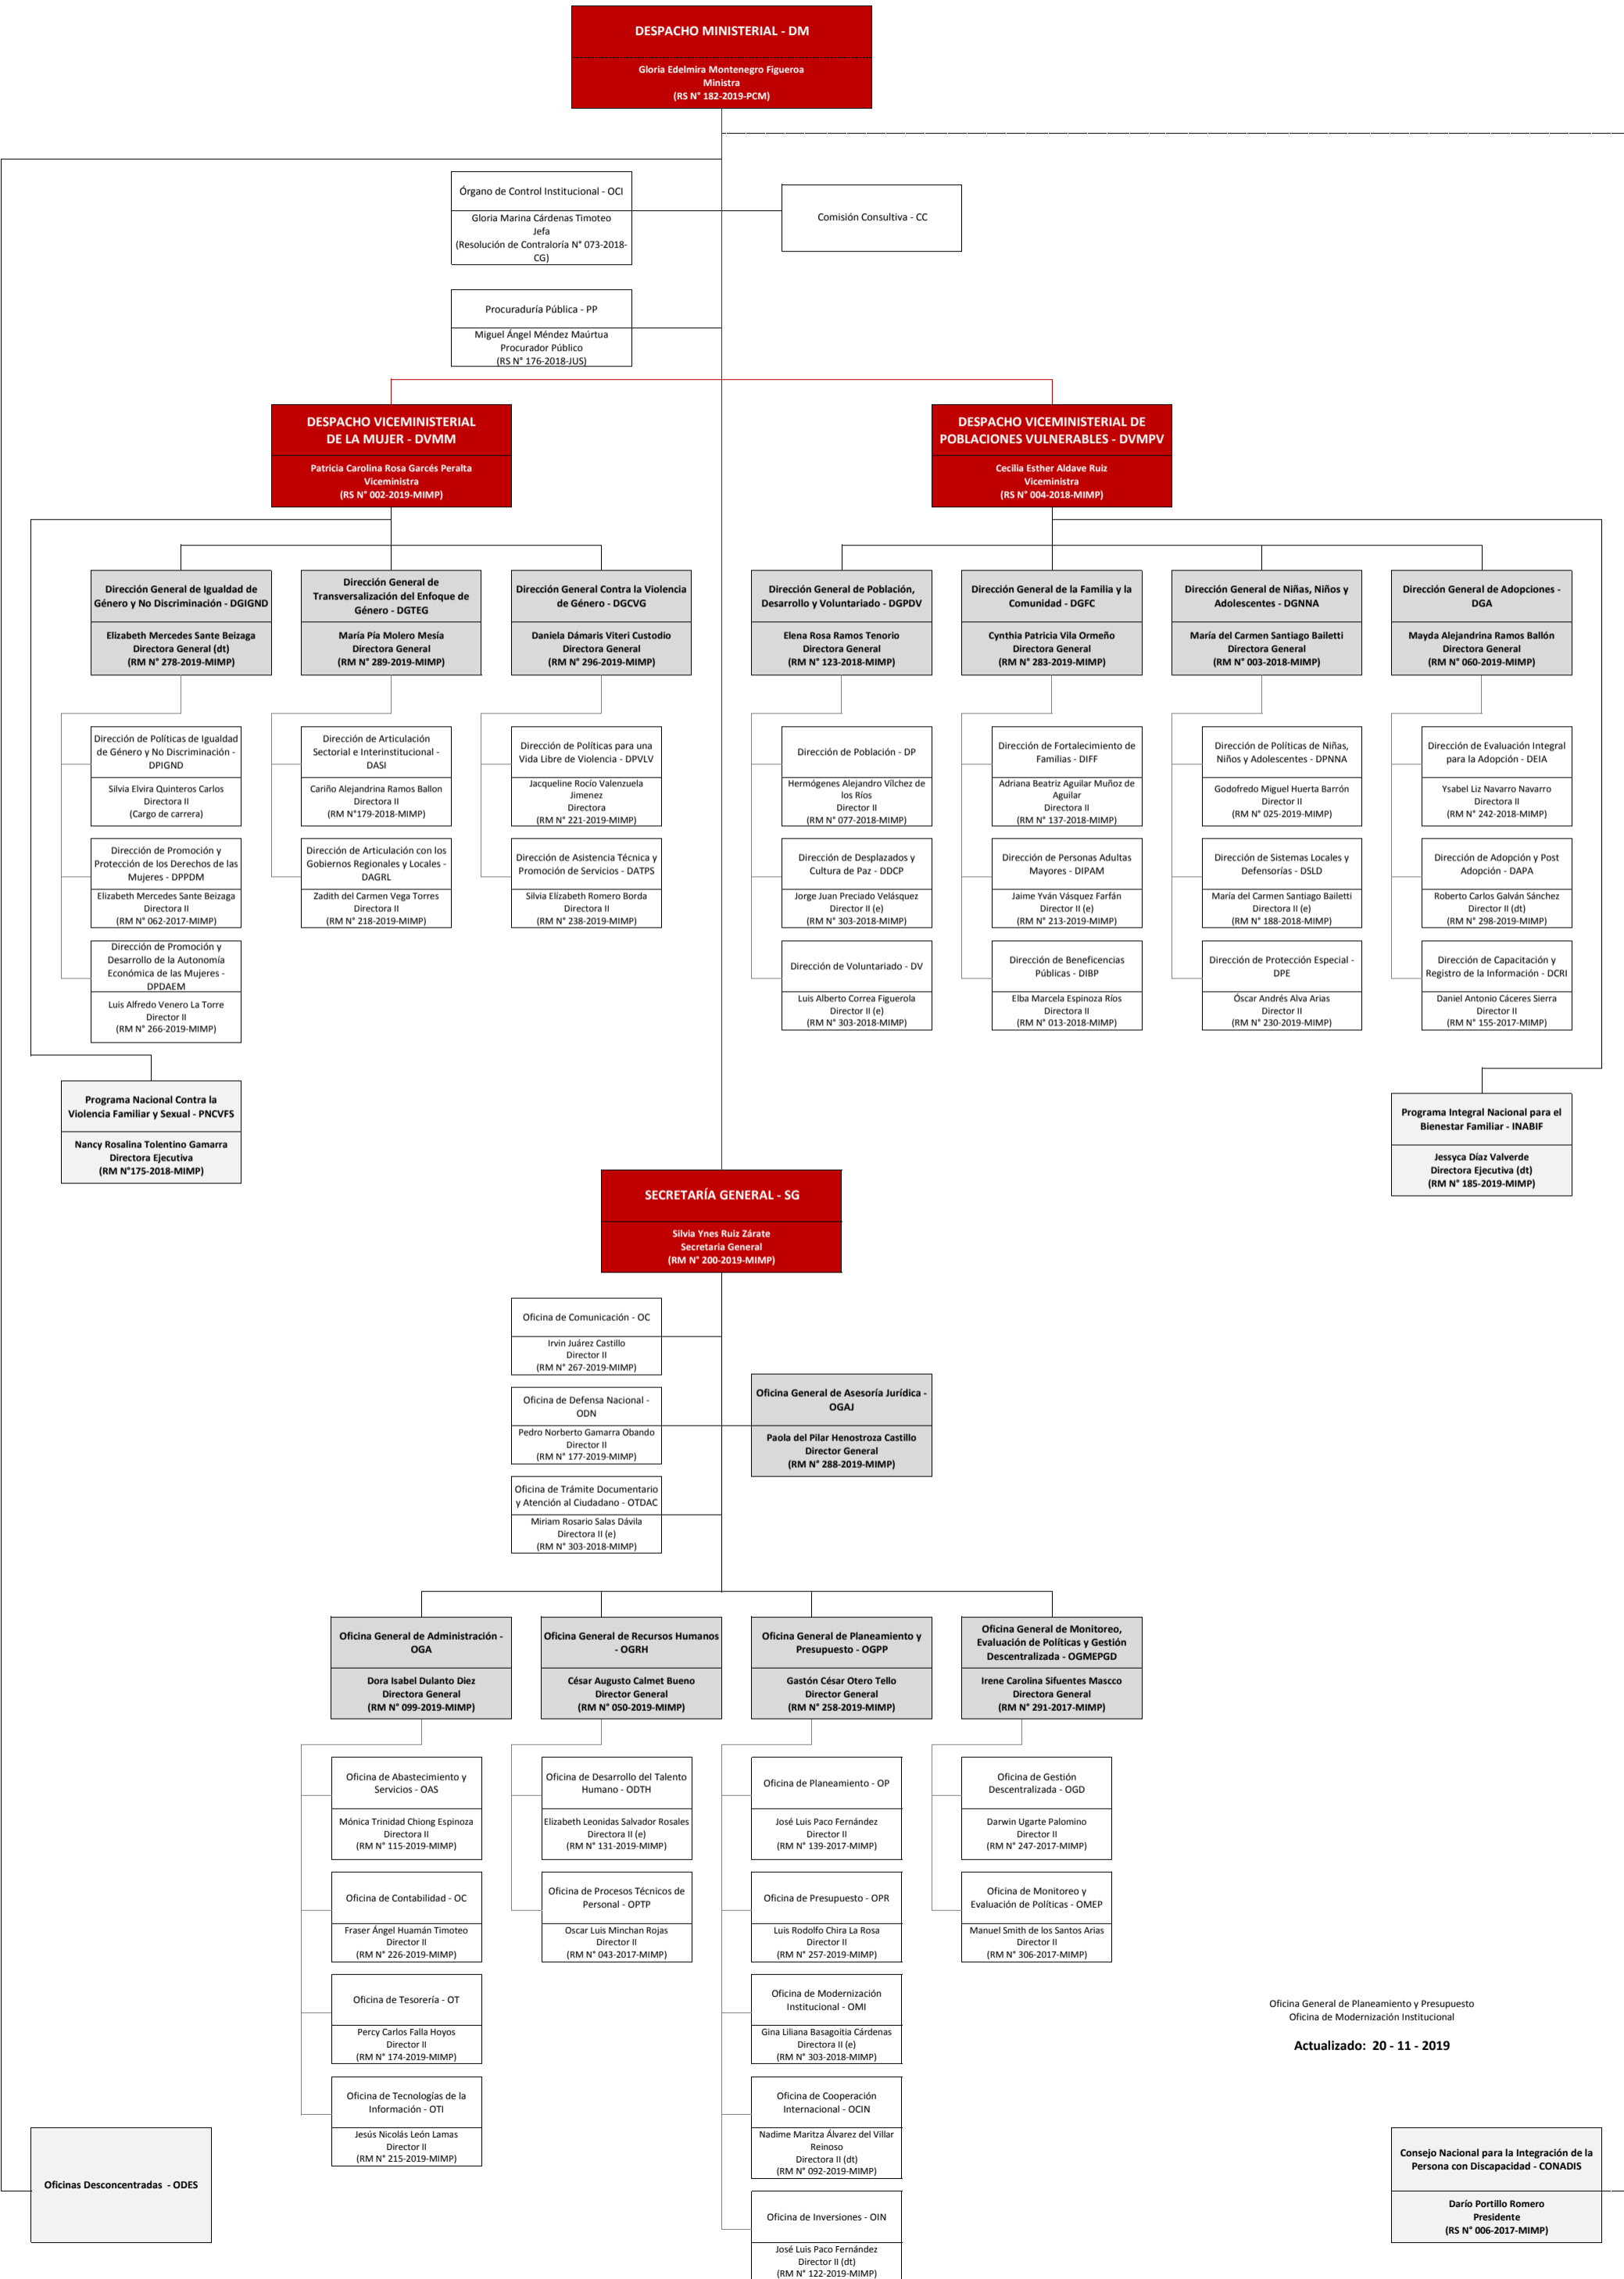 DESPACHO MINISTERIAL - DM
Gloria Edelmira Montenegro Figueroa
Ministra
(RS N° 182-2019-PCM)
Órgano de Control Institucional - OCI
Gloria Marina Cárdenas Timoteo
Jefa
(Resolución de Contraloría N° 073-2018-
CG)
Comisión Consultiva - CC
Procuraduría Pública - PP
Miguel Ángel Méndez Maúrtua
Procurador Público
(RS N° 176-2018-JUS)
DESPACHO VICEMINISTERIAL
DE LA MUJER - DVMM
Patricia Carolina Rosa Garcés Peralta
Viceministra
(RS N° 002-2019-MIMP)
DESPACHO VICEMINISTERIAL DE
POBLACIONES VULNERABLES - DVMPV
Cecilia Esther Aldave Ruiz
Viceministra
(RS N° 004-2018-MIMP)
Dirección General de Igualdad de
Género y No Discriminación - DGIGND
Elizabeth Mercedes Sante Beizaga
Directora General (dt)
(RM N° 278-2019-MIMP)
Dirección General de
Transversalización del Enfoque de
Género - DGTEG
María Pía Molero Mesía
Directora General
(RM N° 289-2019-MIMP)
Dirección General Contra la Violencia
de Género - DGCVG
Daniela Dámaris Viteri Custodio
Directora General
(RM N° 296-2019-MIMP)
Dirección General de Población,
Desarrollo y Voluntariado - DGPDV
Elena Rosa Ramos Tenorio
Directora General
(RM N° 123-2018-MIMP)
Dirección General de la Familia y la
Comunidad - DGFC
Cynthia Patricia Vila Ormeño
Directora General
(RM N° 283-2019-MIMP)
Dirección General de Niñas, Niños y
Adolescentes - DGNNA
María del Carmen Santiago Bailetti
Directora General
(RM N° 003-2018-MIMP)
Dirección General de Adopciones -
DGA
Mayda Alejandrina Ramos Ballón
Directora General
(RM N° 060-2019-MIMP)
Dirección de Políticas de Igualdad
de Género y No Discriminación -
DPIGND
Silvia Elvira Quinteros Carlos
Directora II
(Cargo de carrera)
Dirección de Articulación
Sectorial e Interinstitucional -
DASI
Cariño Alejandrina Ramos Ballon
Directora II
(RM N°179-2018-MIMP)
Dirección de Políticas para una
Vida Libre de Violencia - DPVLV
Jacqueline Rocío Valenzuela
Jimenez
Directora
(RM N° 221-2019-MIMP)
Dirección de Población - DP
Hermógenes Alejandro Vílchez de
los Ríos
Director II
(RM N° 077-2018-MIMP)
Dirección de Fortalecimiento de
Familias - DIFF
Adriana Beatriz Aguilar Muñoz de
Aguilar
Directora II
(RM N° 137-2018-MIMP)
Dirección de Políticas de Niñas,
Niños y Adolescentes - DPNNA
Godofredo Miguel Huerta Barrón
Director II
(RM N° 025-2019-MIMP)
Dirección de Evaluación Integral
para la Adopción - DEIA
Ysabel Liz Navarro Navarro
Directora II
(RM N° 242-2018-MIMP)
Dirección de Promoción y
Protección de los Derechos de las
Mujeres - DPPDM
Elizabeth Mercedes Sante Beizaga
Directora II
(RM N° 062-2017-MIMP)
Dirección de Articulación con los
Gobiernos Regionales y Locales -
DAGRL
Zadith del Carmen Vega Torres
Directora II
(RM N° 218-2019-MIMP)
Dirección de Asistencia Técnica y
Promoción de Servicios - DATPS
Silvia Elízabeth Romero Borda
Directora II
(RM N° 238-2019-MIMP)
Dirección de Desplazados y
Cultura de Paz - DDCP
Jorge Juan Preciado Velásquez
Director II (e)
(RM N° 303-2018-MIMP)
Dirección de Personas Adultas
Mayores - DIPAM
Jaime Yván Vásquez Farfán
Director II (e)
(RM N° 213-2019-MIMP)
Dirección de Sistemas Locales y
Defensorías - DSLD
María del Carmen Santiago Bailetti
Directora II (e)
(RM N° 188-2018-MIMP)
Dirección de Adopción y Post
Adopción - DAPA
Roberto Carlos Galván Sánchez
Director II (dt)
(RM N° 298-2019-MIMP)
Dirección de Promoción y
Desarrollo de la Autonomía
Económica de las Mujeres -
DPDAEM
Luis Alfredo Venero La Torre
Director II
(RM N° 266-2019-MIMP)
Dirección de Voluntariado - DV
Luis Alberto Correa Figuerola
Director II (e)
(RM N° 303-2018-MIMP)
Dirección de Beneficencias
Públicas - DIBP
Elba Marcela Espinoza Ríos
Directora II
(RM N° 013-2018-MIMP)
Dirección de Protección Especial -
DPE
Óscar Andrés Alva Arias
Director II
(RM N° 230-2019-MIMP)
Dirección de Capacitación y
Registro de la Información - DCRI
Daniel Antonio Cáceres Sierra
Director II
(RM N° 155-2017-MIMP)
Programa Nacional Contra la
Violencia Familiar y Sexual - PNCVFS
Nancy Rosalina Tolentino Gamarra
Directora Ejecutiva
(RM N°175-2018-MIMP)
Programa Integral Nacional para el
Bienestar Familiar - INABIF
Jessyca Díaz Valverde
Directora Ejecutiva (dt)
(RM N° 185-2019-MIMP)
SECRETARÍA GENERAL - SG
Silvia Ynes Ruiz Zárate
Secretaria General
(RM N° 200-2019-MIMP)
Oficina de Comunicación - OC
Irvin Juárez Castillo
Director II
(RM N° 267-2019-MIMP)
Oficina de Defensa Nacional -
ODN
Pedro Norberto Gamarra Obando
Director II
(RM N° 177-2019-MIMP)
Oficina General de Asesoría Jurídica -
OGAJ
Paola del Pilar Henostroza Castillo
Director General
(RM N° 288-2019-MIMP)
Oficina de Trámite Documentario
y Atención al Ciudadano - OTDAC
Miriam Rosario Salas Dávila
Directora II (e)
(RM N° 303-2018-MIMP)
Oficina General de Administración -
OGA
Dora Isabel Dulanto Diez
Directora General
(RM N° 099-2019-MIMP)
Oficina General de Recursos Humanos
- OGRH
César Augusto Calmet Bueno
Director General
(RM N° 050-2019-MIMP)
Oficina General de Planeamiento y
Presupuesto - OGPP
Gastón César Otero Tello
Director General
(RM N° 258-2019-MIMP)
Oficina General de Monitoreo,
Evaluación de Políticas y Gestión
Descentralizada - OGMEPGD
Irene Carolina Sifuentes Mascco
Directora General
(RM N° 291-2017-MIMP)
Oficina de Abastecimiento y
Servicios - OAS
Mónica Trinidad Chiong Espinoza
Directora II
(RM N° 115-2019-MIMP)
Oficina de Desarrollo del Talento
Humano - ODTH
Elizabeth Leonidas Salvador Rosales
Directora II (e)
(RM N° 131-2019-MIMP)
Oficina de Planeamiento - OP
José Luis Paco Fernández
Director II
(RM N° 139-2017-MIMP)
Oficina de Gestión
Descentralizada - OGD
Darwin Ugarte Palomino
Director II
(RM N° 247-2017-MIMP)
Oficina de Contabilidad - OC
Fraser Ángel Huamán Timoteo
Director II
(RM N° 226-2019-MIMP)
Oficina de Procesos Técnicos de
Personal - OPTP
Oscar Luis Minchan Rojas
Director II
(RM N° 043-2017-MIMP)
Oficina de Presupuesto - OPR
Luis Rodolfo Chira La Rosa
Director II
(RM N° 257-2019-MIMP)
Oficina de Monitoreo y
Evaluación de Políticas - OMEP
Manuel Smith de los Santos Arias
Director II
(RM N° 306-2017-MIMP)
Oficina de Tesorería - OT
Percy Carlos Falla Hoyos
Director II
(RM N° 174-2019-MIMP)
Oficina de Modernización
Institucional - OMI
Gina Liliana Basagoitia Cárdenas
Directora II (e)
(RM N° 303-2018-MIMP)
Oficina General de Planeamiento y Presupuesto
Oficina de Modernización Institucional
Actualizado: 20 - 11 - 2019
Oficina de Tecnologías de la
Información - OTI
Jesús Nicolás León Lamas
Director II
(RM N° 215-2019-MIMP)
Oficina de Cooperación
Internacional - OCIN
Nadime Maritza Álvarez del Villar
Reinoso
Directora II (dt)
(RM N° 092-2019-MIMP)
Oficinas Desconcentradas - ODES
Consejo Nacional para la Integración de la
Persona con Discapacidad - CONADIS
Darío Portillo Romero
Presidente
(RS N° 006-2017-MIMP)
Oficina de Inversiones - OIN
José Luis Paco Fernández
Director II (dt)
(RM N° 122-2019-MIMP)